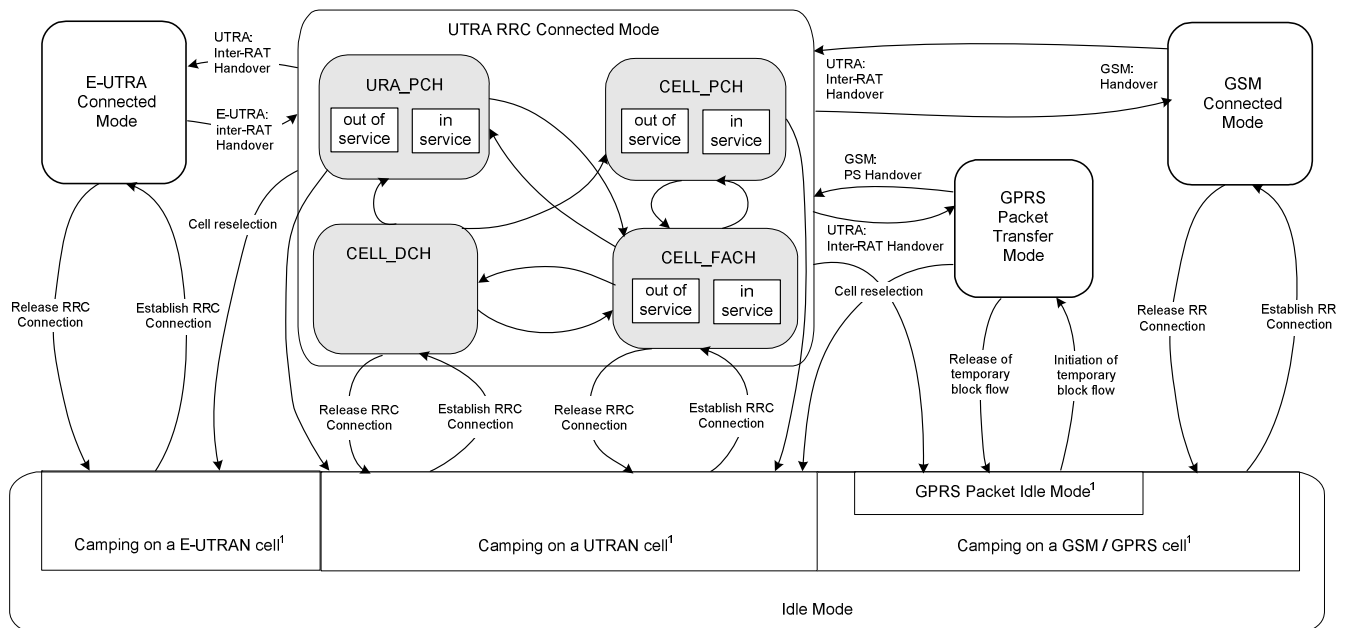 UTRA RRC Connected Mode
E-UTRA
Connected
Mode
UTRA:
Inter-RAT
Handover
E-UTRA:
inter-RAT
Handover
URA_PCH
out of
service
in
service
CELL_PCH
out of
service
in
service
UTRA:
Inter-RAT
Handover
GSM:
Handover
GSM
Connected
Mode
GSM:
PS Handover
UTRA:
Inter-RAT Handover
GPRS
Packet
Transfer
Mode
Cell reselection
CELL_DCH
CELL_FACH
out of
service
in
service
Cell reselection
Release RRC
Connection
Establish RRC
Connection
Release RRC
Connection
Establish RRC
Connection
Release RRC
Connection
Establish RRC
Connection
Release of
temporary
block flow
Initiation of
temporary
block flow
Release RR
Connection
Establish RR
Connection
GPRS Packet Idle Mode¹
Camping on a E-UTRAN cell¹
Camping on a UTRAN cell¹
Camping on a GSM / GPRS cell¹
Idle Mode